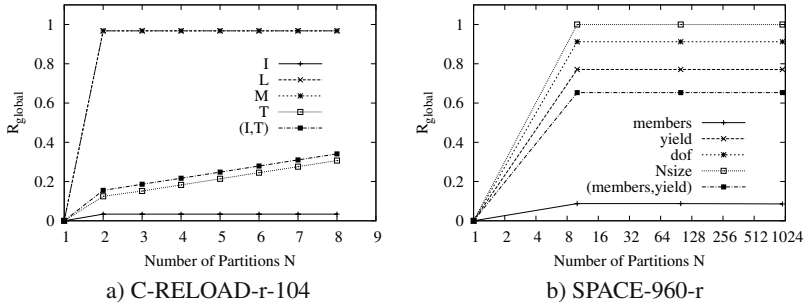 1
0.8
0.6
0.4
0.2
0
R_global
I
L
M
T
(I,T)
1 2 3 4 5 6 7 8 9
Number of Partitions N
a) C-RELOAD-r-104
1
0.8
0.6
0.4
0.2
0
R_global
members
yield
dof
Nsize
(members,yield)
1 2 4 8 16 32 64 128 256 512 1024
Number of Partitions N
b) SPACE-960-r